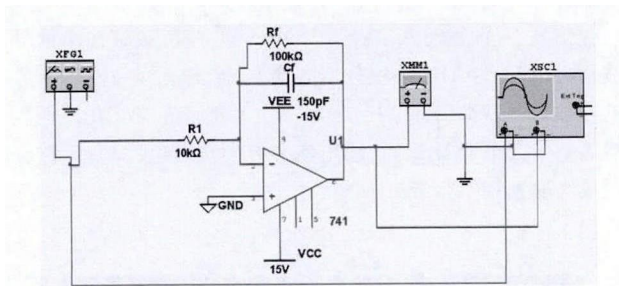 Rf
XFG1
100kΩ
Cf
XMM1
XSC1
VEE
150pF
-15V
Ext Trig
R1
10kΩ
U1
4
2
6
3
GND
7
1
5
741
VCC
15V